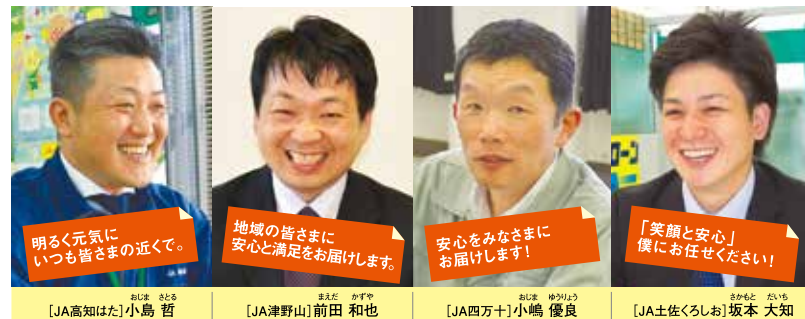 明るく元気に
いつも皆さまの近くで。
地域の皆さまに
安心と満足をお届けします。
安心をみなさまに
お届けします！
「笑顔と安心」
僕にお任せください！
おじま さとる
［JA高知はた］小島 哲
まえだ かずや
［JA津野山］前田 和也
おじま ゆうりょう
［JA四万十］小嶋 優良
さかもと だいち
［JA土佐くろしお］坂本 大知
ローン